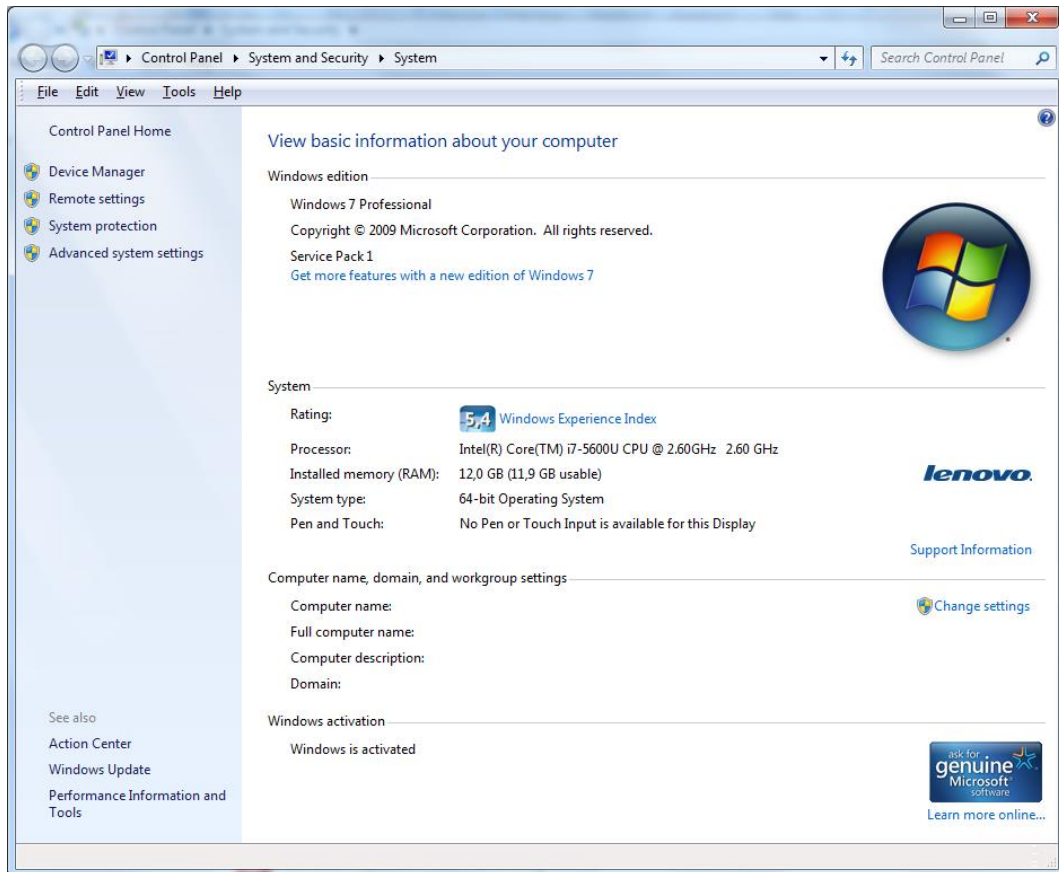 Control Panel ▸ System and Security ▸ System
Search Control Panel
File Edit View Tools Help
Control Panel Home
Device Manager
Remote settings
System protection
Advanced system settings
See also
Action Center
Windows Update
Performance Information and
Tools
View basic information about your computer
Windows edition
Windows 7 Professional
Copyright © 2009 Microsoft Corporation. All rights reserved.
Service Pack 1
Get more features with a new edition of Windows 7
System
Rating: 5,4 Windows Experience Index
Processor: Intel(R) Core(TM) i7-5600U CPU @ 2.60GHz 2.60 GHz
Installed memory (RAM): 12,0 GB (11,9 GB usable)
System type: 64-bit Operating System
Pen and Touch: No Pen or Touch Input is available for this Display
lenovo.
Support Information
Computer name, domain, and workgroup settings
Computer name:
Change settings
Full computer name:
Computer description:
Domain:
Windows activation
Windows is activated
ask for
genuine
Microsoft
software
Learn more online...